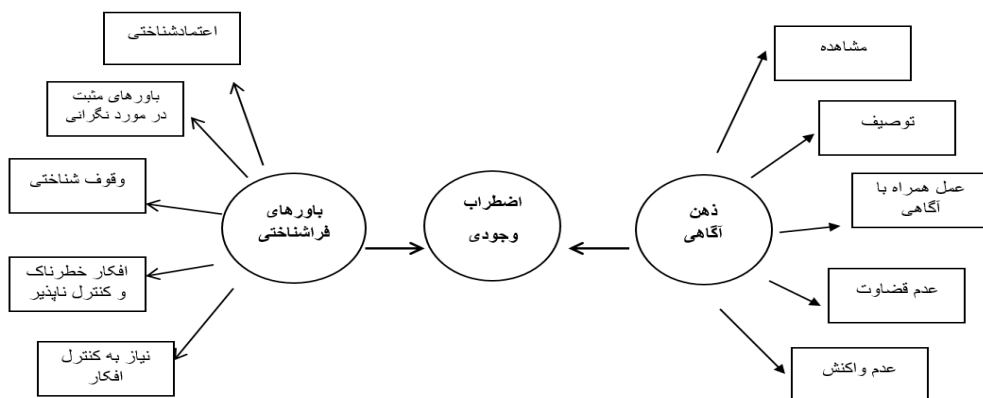 اعتمادشناختی
باورهای مثبت
در مورد نگرانی
وقوف شناختی
افکار خطرناک
و کنترل ناپذیر
نیاز به کنترل
افکار
باورهای
فراشناختی
اضطراب
وجودی
ذهن
آگاهی
مشاهده
توصیف
عمل همراه با
آگاهی
عدم قضاوت
عدم واکنش